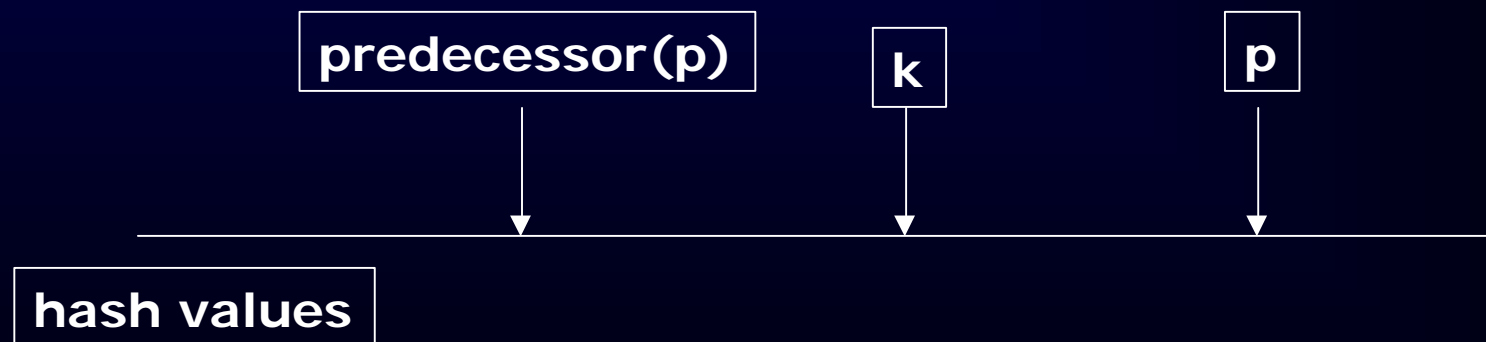 predecessor(p)
k
p
hash values